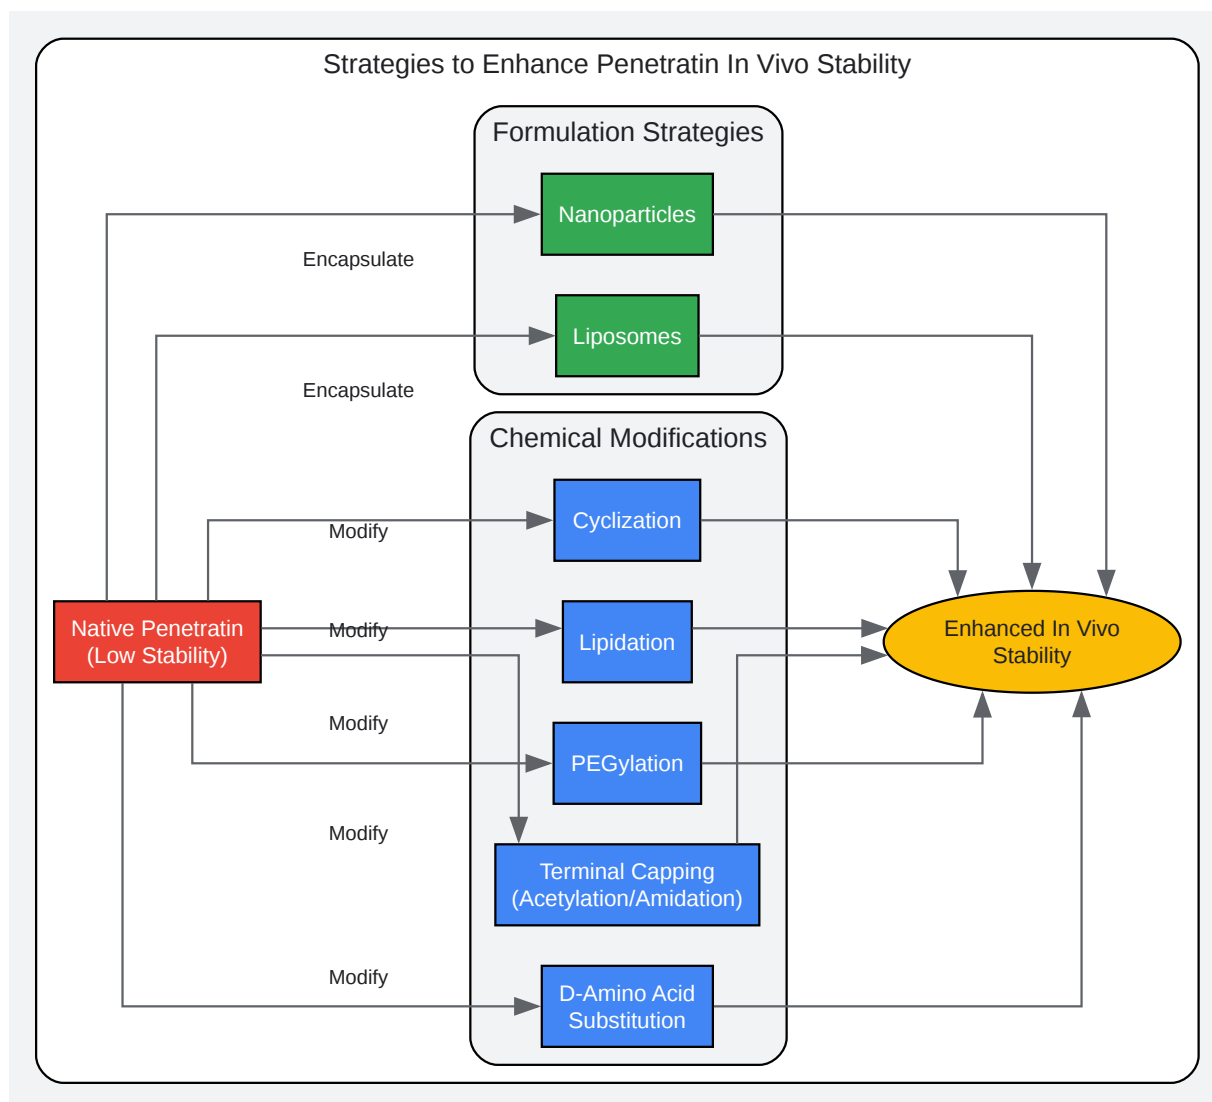 Strategies to Enhance Penetratin In Vivo Stability
Formulation Strategies
Nanoparticles
Encapsulate
Liposomes
Encapsulate
Chemical Modifications
Cyclization
Modify
Native Penetratin
(Low Stability)
Modify
Lipidation
Enhanced In Vivo
Stability
Modify
PEGylation
Modify
Terminal Capping
(Acetylation/Amidation)
Modify
D-Amino Acid
Substitution